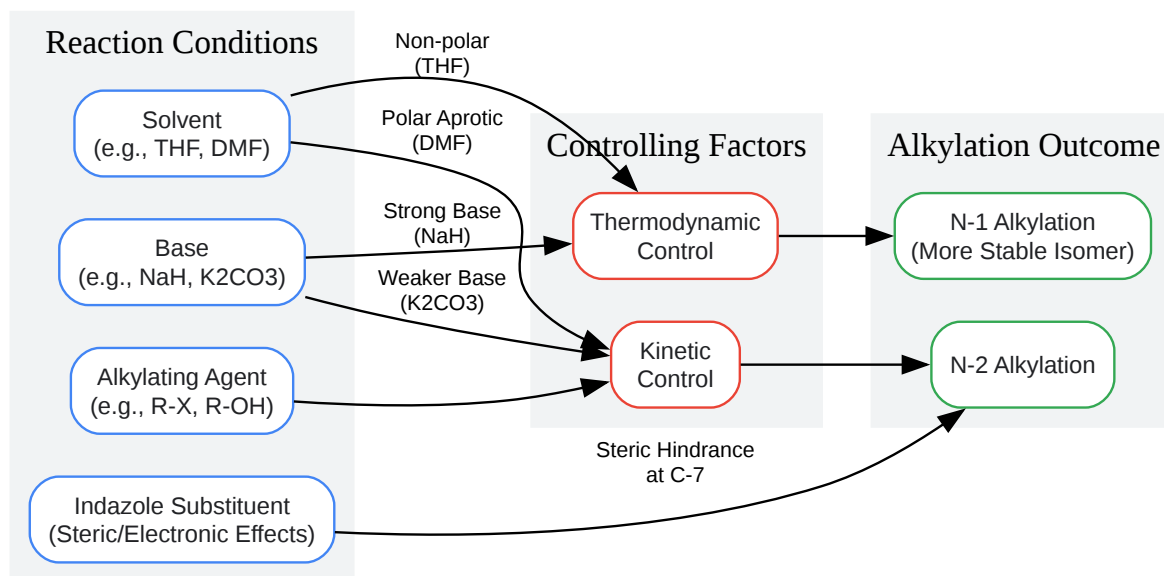 Reaction Conditions
Solvent
(e.g., THF, DMF)
Base
(e.g., NaH, K2CO3)
Alkylating Agent
(e.g., R-X, R-OH)
Indazole Substituent
(Steric/Electronic Effects)
Non-polar
(THF)
Polar Aprotic
(DMF)
Strong Base
(NaH)
Weaker Base
(K2CO3)
Steric Hindrance
at C-7
Controlling Factors
Thermodynamic
Control
Kinetic
Control
Alkylation Outcome
N-1 Alkylation
(More Stable Isomer)
N-2 Alkylation